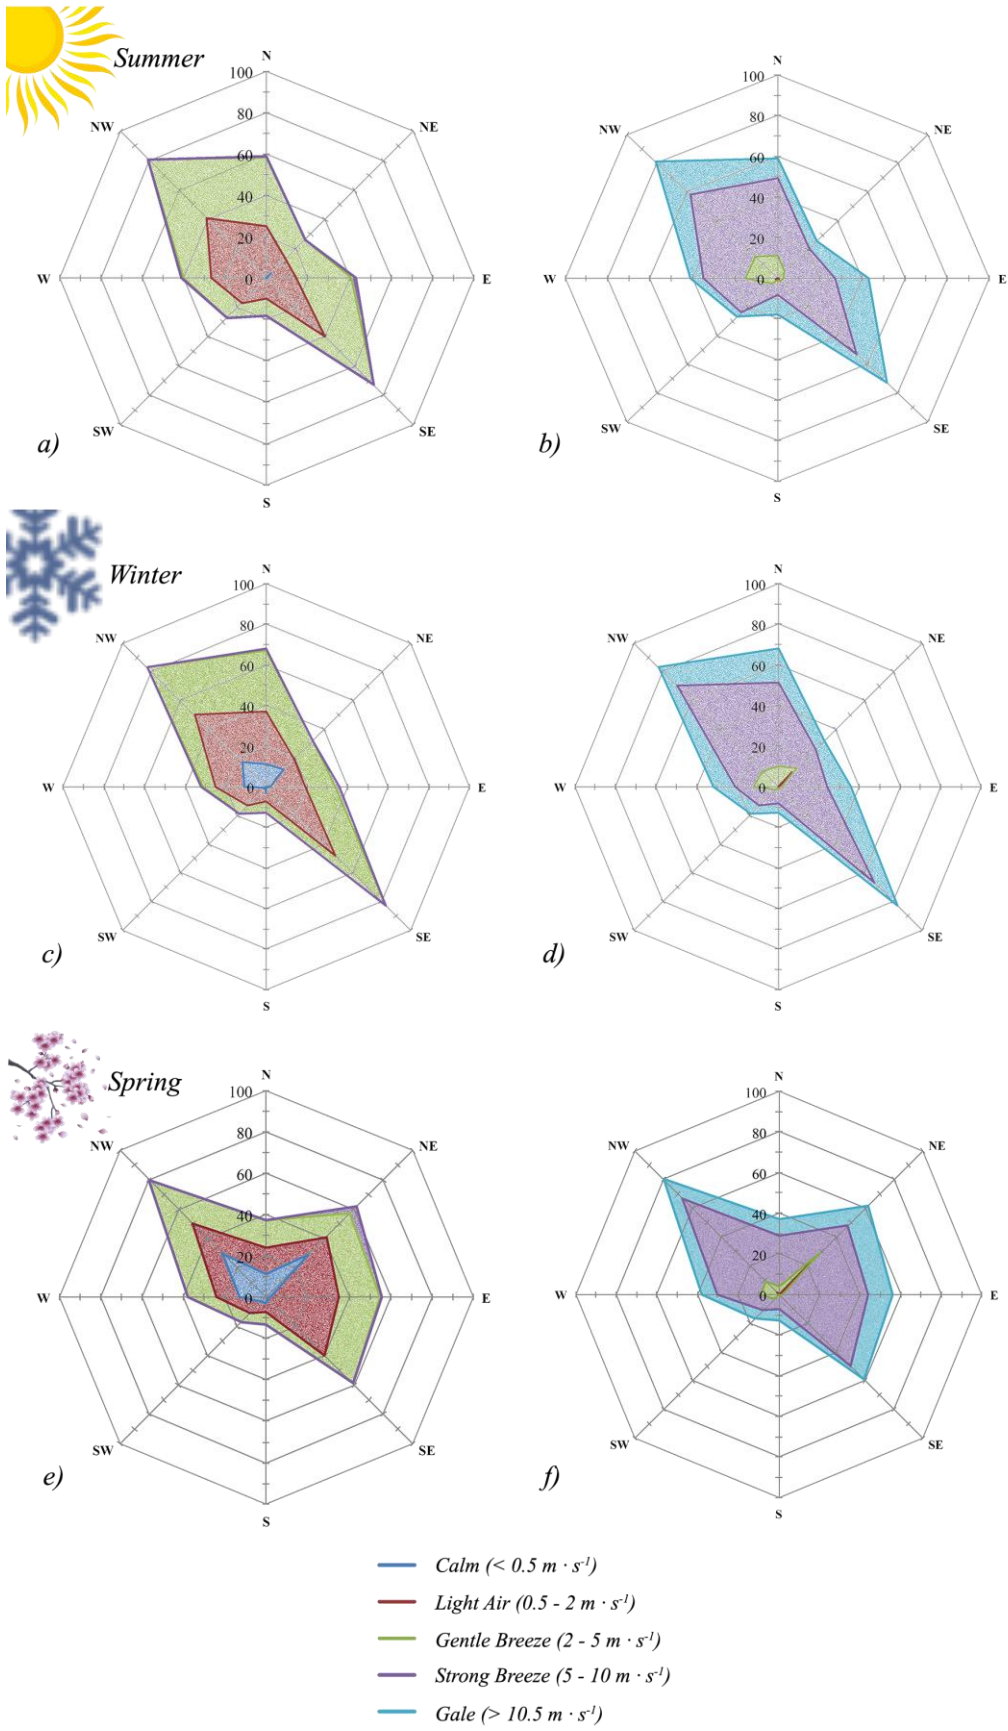 Summer
N
N
100
100
NW
NE
NW
NE
80
80
60
60
40
40
20
20
W
0
E
W
0
E
SW
SE
SW
SE
a)
b)
S
S
Winter
N
N
100
100
NW
NE
NW
NE
80
80
60
60
40
40
20
20
W
0
E
W
0
E
SW
SE
SW
SE
c)
d)
S
S
Spring
N
N
100
100
NW
NE
NW
NE
80
80
60
60
40
40
20
20
W
0
E
W
0
E
SW
SE
SW
SE
e)
f)
S
S
Calm (< 0.5 m · s⁻¹)
Light Air (0.5 - 2 m · s⁻¹)
Gentle Breeze (2 - 5 m · s⁻¹)
Strong Breeze (5 - 10 m · s⁻¹)
Gale (> 10.5 m · s⁻¹)